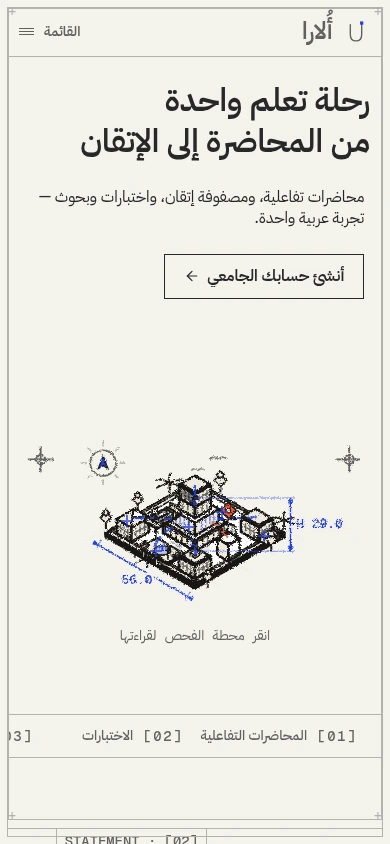 ألارا
القائمة
رحلة تعلم واحدة
من المحاضرة إلى الإتقان
محاضرات تفاعلية، ومصفوفة إتقان، واختبارات وبحوث —
تجربة عربية واحدة.
أنشئ حسابك الجامعي ←
H 29.0
56.0
انقر محطة الفحص لقراءتها
[01] المحاضرات التفاعلية [02] الاختبارات
STATEMENT · [02]